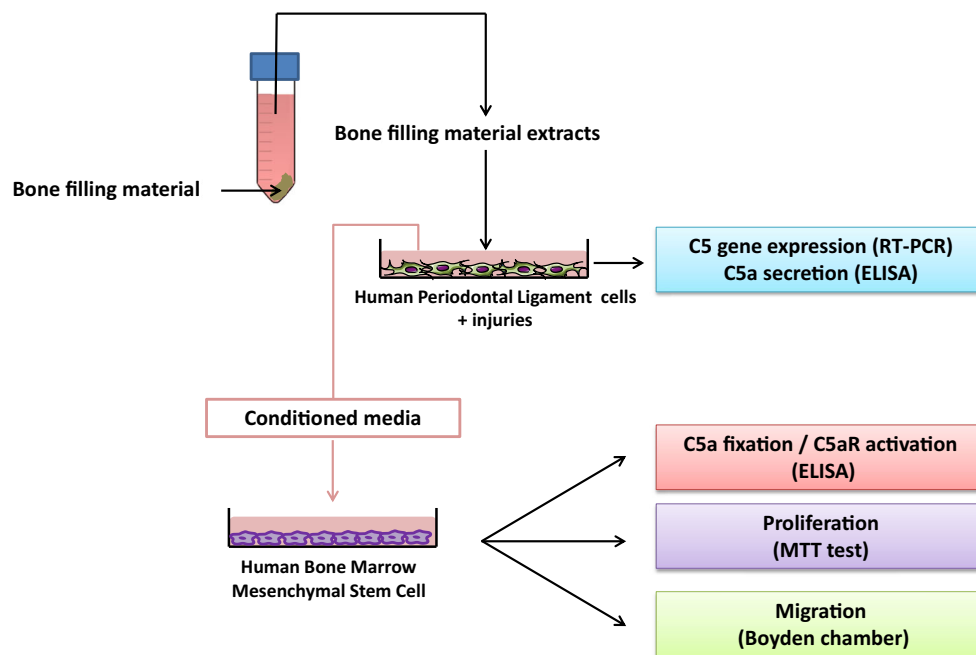 Bone filling material extracts
Bone filling material
C5 gene expression (RT-PCR)
C5a secretion (ELISA)
Human Periodontal Ligament cells
+ injuries
Conditioned media
C5a fixation / C5aR activation
(ELISA)
Proliferation
(MTT test)
Human Bone Marrow
Mesenchymal Stem Cell
Migration
(Boyden chamber)